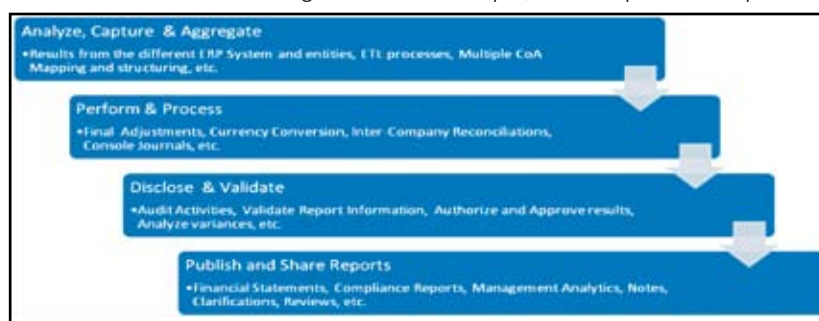 Analyze, Capture & Aggregate
•Results from the different ERP System and entities, ETL processes, Multiple CoA
Mapping and structuring, etc.
Perform & Process
•Final Adjustments, Currency Conversion, Inter Company Reconciliations,
Console Journals, etc.
Disclose & Validate
•Audit Activities, Validate Report Information, Authorize and Approve results,
Analyze variances, etc.
Publish and Share Reports
•Financial Statements, Compliance Reports, Management Analytics, Notes,
Clarifications, Reviews, etc.